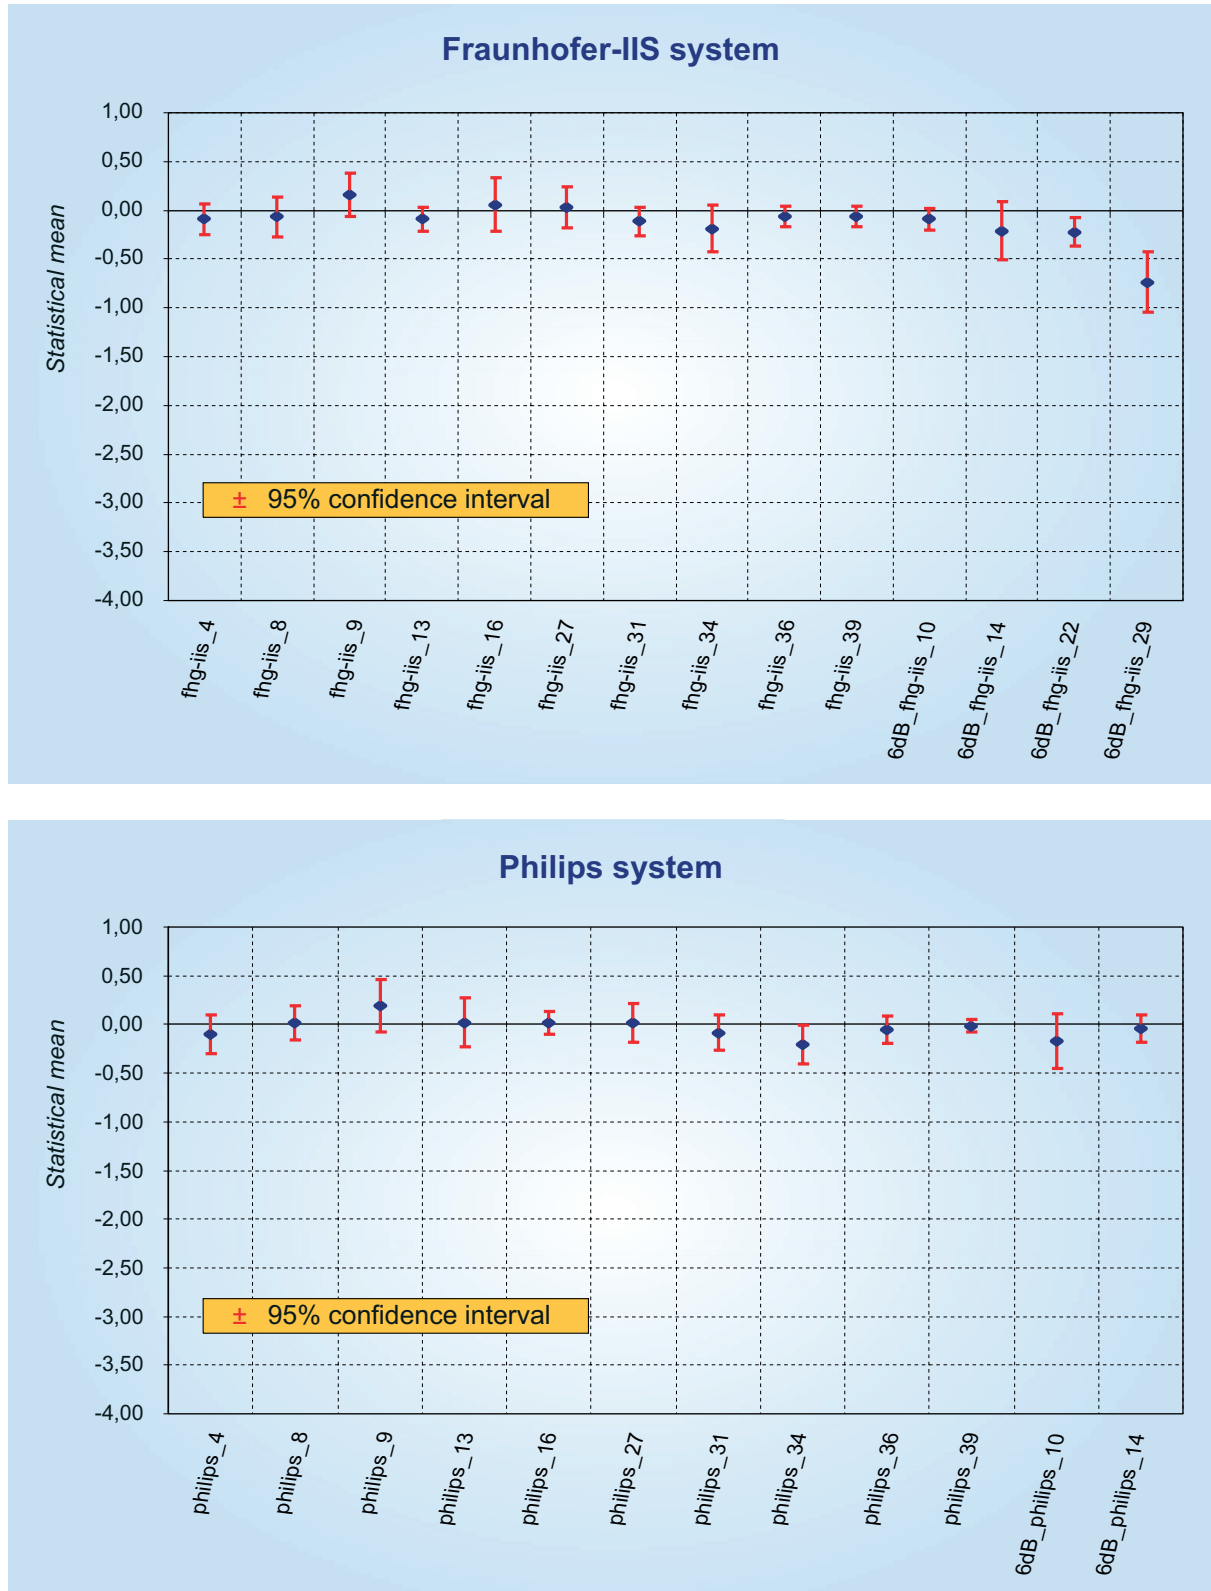 Fraunhofer-IIS system
1,00
0,50
0,00
-0,50
-1,00
-1,50
-2,00
-2,50
-3,00
-3,50
-4,00
Statistical mean
± 95% confidence interval
fhg-iis_4
fhg-iis_8
fhg-iis_9
fhg-iis_13
fhg-iis_16
fhg-iis_27
fhg-iis_31
fhg-iis_34
fhg-iis_36
fhg-iis_39
6dB_fhg-iis_10
6dB_fhg-iis_14
6dB_fhg-iis_22
6dB_fhg-iis_29
Philips system
1,00
0,50
0,00
-0,50
-1,00
-1,50
-2,00
-2,50
-3,00
-3,50
-4,00
Statistical mean
± 95% confidence interval
philips_4
philips_8
philips_9
philips_13
philips_16
philips_27
philips_31
philips_34
philips_36
philips_39
6dB_philips_10
6dB_philips_14